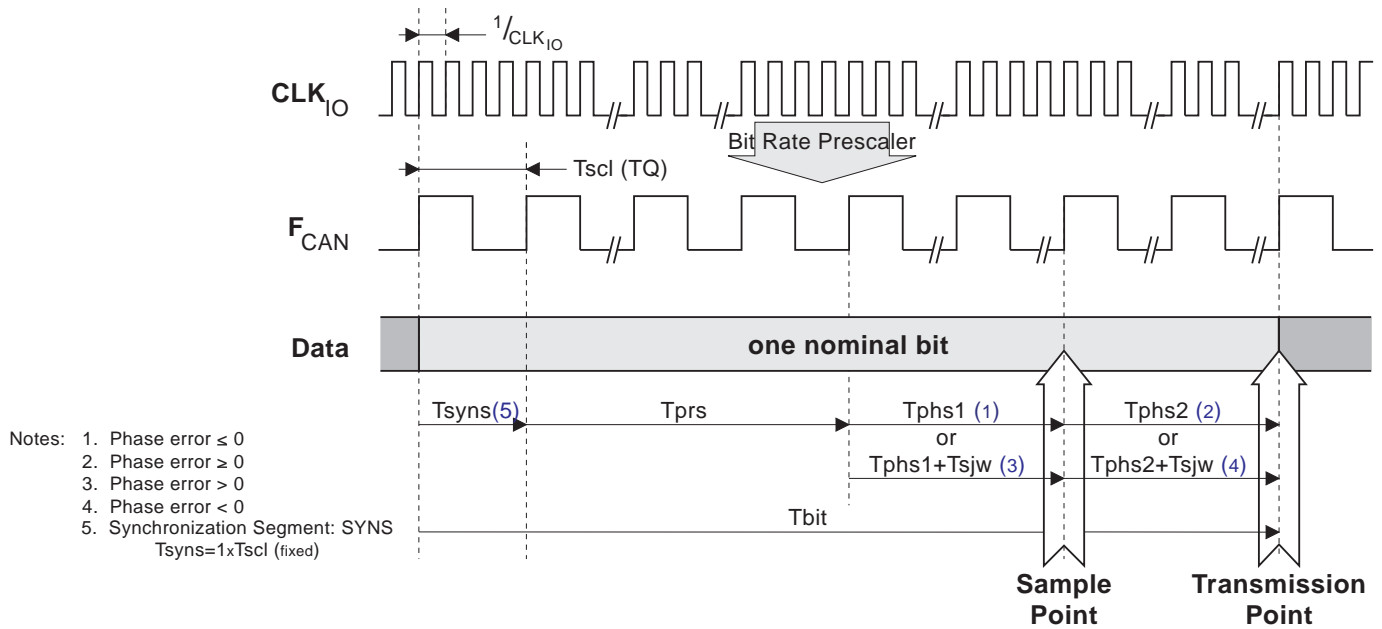 1/CLKIO
CLKIO
Bit Rate Prescaler
Tscl (TQ)
FCAN
Data
one nominal bit
Tsyns(5)
Tprs
Tphs1 (1)
Tphs2 (2)
or
or
Tphs1+Tsjw (3)
Tphs2+Tsjw (4)
Tbit
Notes: 1. Phase error ≤ 0
2. Phase error ≥ 0
3. Phase error > 0
4. Phase error < 0
5. Synchronization Segment: SYNS
Tsyns=1xTscl (fixed)
Sample
Point
Transmission
Point